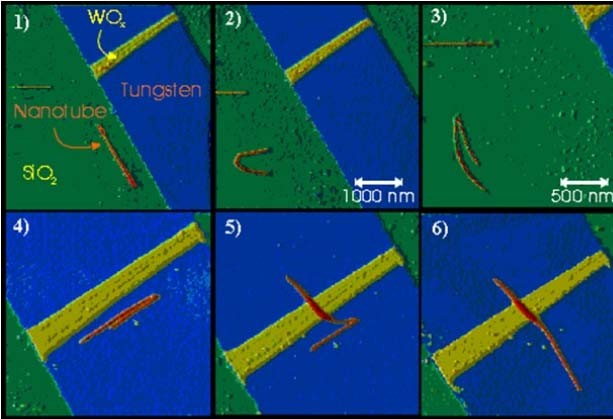 1)
WOx
Tungsten
Nanotube
SiO2
2)
1000 nm
3)
500 nm
4)
5)
6)